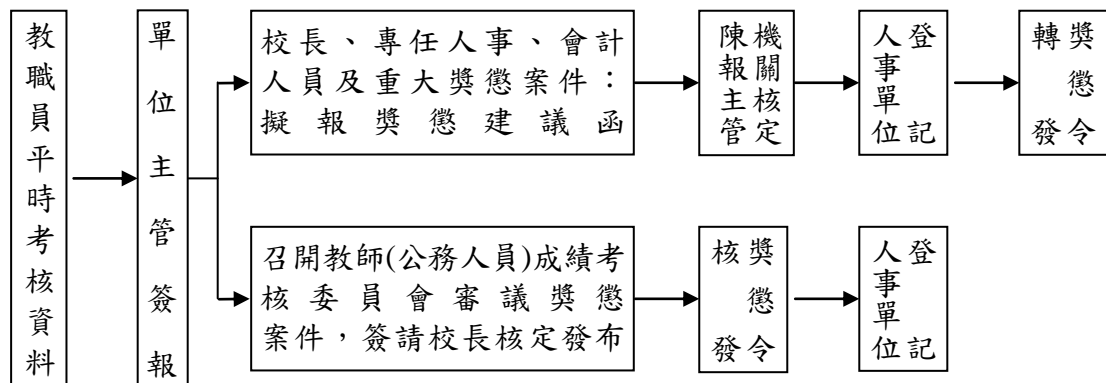 教職員平時考核資料
單位主管簽報
校長、專任人事、會計
人員及重大獎懲案件：
擬報獎懲建議函
陳報主管
機關核定
人事單位
登記
轉發
獎懲令
召開教師(公務人員)成績考
核委員會審議獎懲
案件，簽請校長核定發布
核發
獎懲令
人事單位
登記